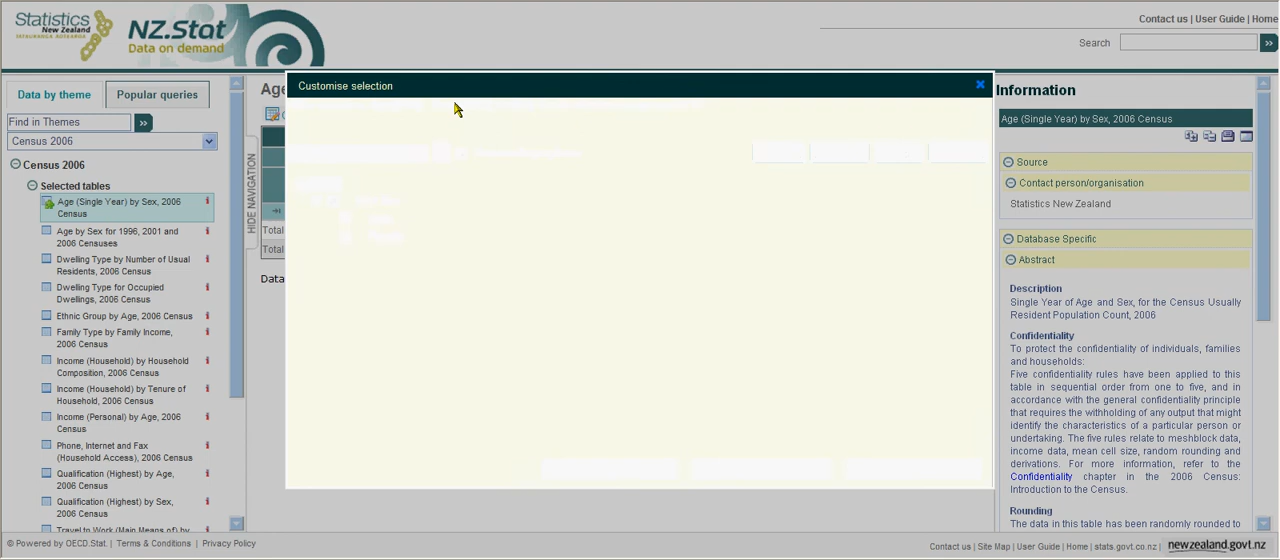 Statistics
New Zealand
TATAURANGA AOTEAROA
NZ.Stat
Data on demand
Contact us | User Guide | Home
Search
»
Data by theme
Popular queries
Find in Themes
»
Census 2006
Census 2006
Selected tables
Age (Single Year) by Sex, 2006
Census
Age by Sex for 1996, 2001 and
2006 Censuses
Dwelling Type by Number of Usual
Residents, 2006 Census
Dwelling Type for Occupied
Dwellings, 2006 Census
Ethnic Group by Age, 2006 Census
Family Type by Family Income,
2006 Census
Income (Household) by Household
Composition, 2006 Census
Income (Household) by Tenure of
Household, 2006 Census
Income (Personal) by Age, 2006
Census
Phone, Internet and Fax
(Household Access), 2006 Census
Qualification (Highest) by Age,
2006 Census
Qualification (Highest) by Sex,
2006 Census
Travel to Work (Main Means of) by
HIDE NAVIGATION
Age
Total
Total
Data
Customise selection
Information
Age (Single Year) by Sex, 2006 Census
Source
Contact person/organisation
Statistics New Zealand
Database Specific
Abstract
Description
Single Year of Age and Sex, for the Census Usually
Resident Population Count, 2006
Confidentiality
To protect the confidentiality of individuals, families
and households:
Five confidentiality rules have been applied to this
table in sequential order from one to five, and in
accordance with the general confidentiality principle
that requires the withholding of any output that might
identify the characteristics of a particular person or
undertaking. The five rules relate to meshblock data,
income data, mean cell size, random rounding and
derivations. For more information, refer to the
Confidentiality chapter in the 2006 Census:
Introduction to the Census.
Rounding
The data in this table has been randomly rounded to
© Powered by OECD.Stat. | Terms & Conditions | Privacy Policy
Contact us | Site Map | User Guide | Home | stats.govt.co.nz | newzealand.govt.nz